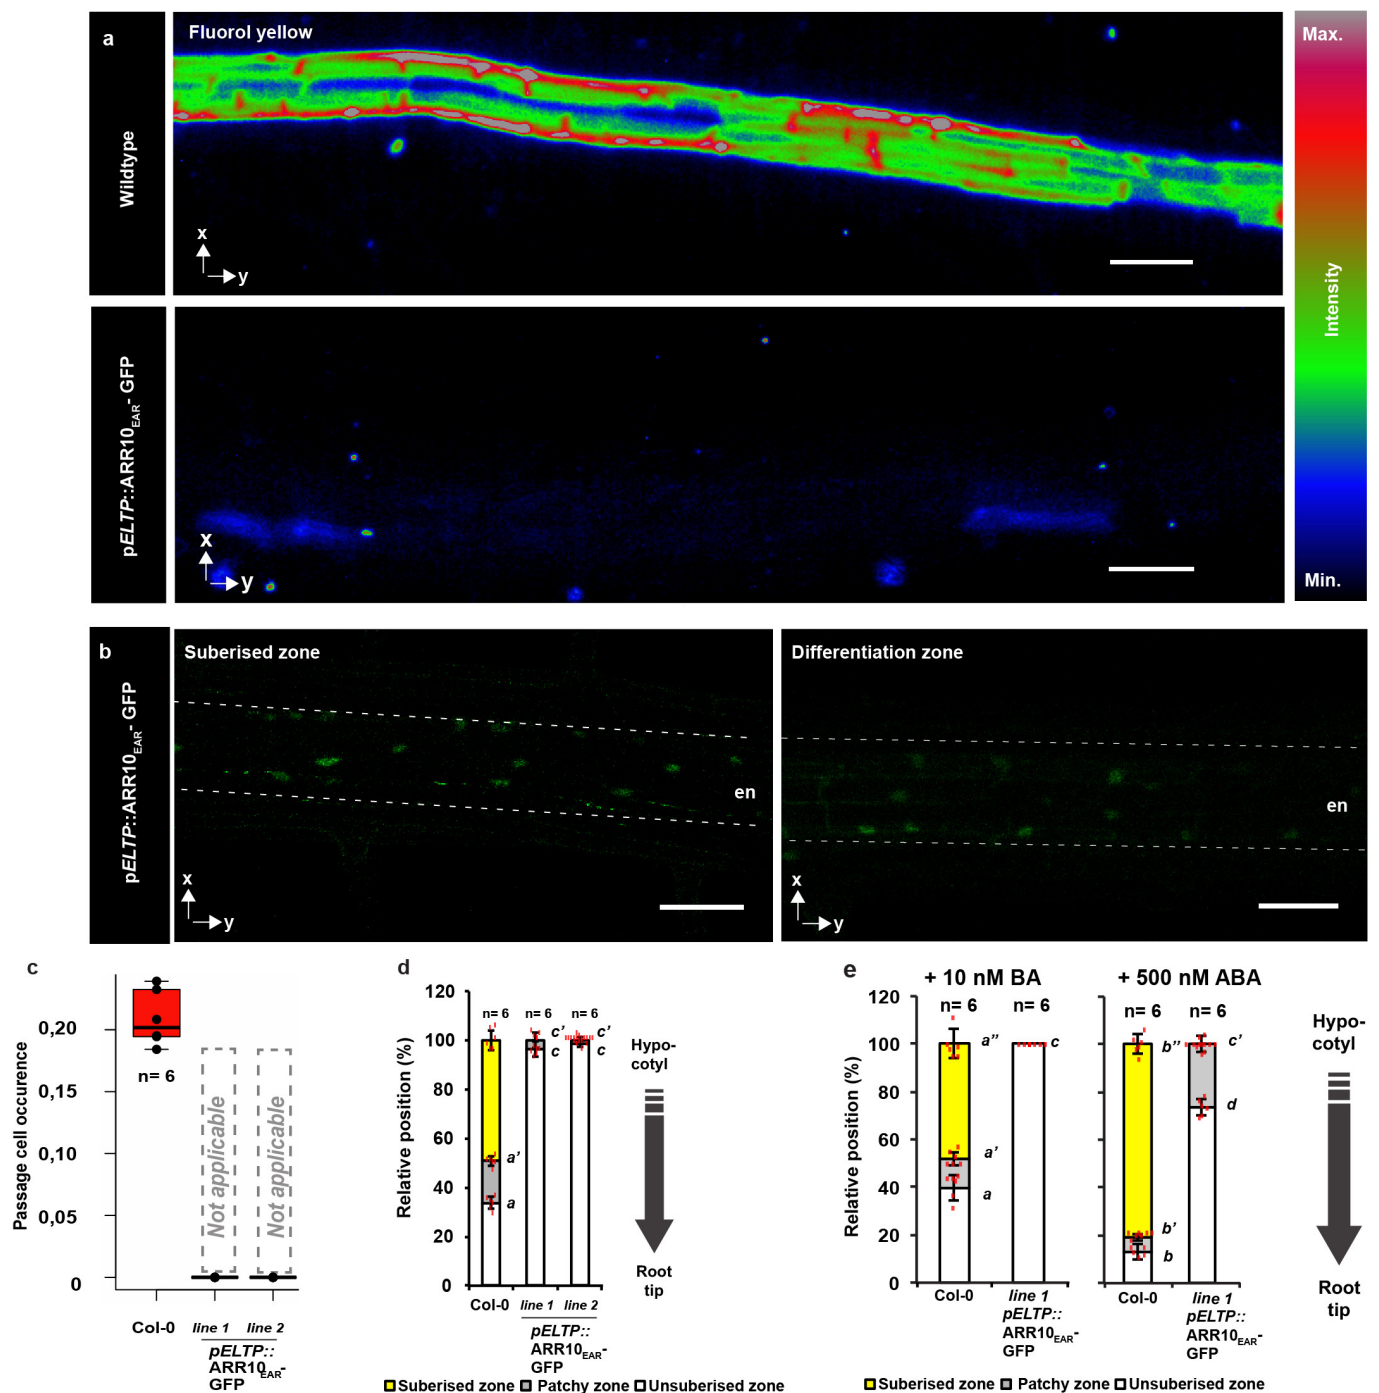 a
Fluorol yellow
Max.
Wildtype
x
y
Intensity
pELTP::ARR10EAR- GFP
x
y
Min.
b
Suberised zone
Differentiation zone
pELTP::ARR10EAR- GFP
en
en
x
y
x
y
c
Passage cell occurence
0,20
0,15
0,10
0,05
0
n= 6
Not applicable
Not applicable
Col-0
line 1
line 2
pELTP::
ARR10EAR-
GFP
d
Relative position (%)
120
100
80
60
40
20
0
n= 6
n= 6
n= 6
a’
a
c’
c
c’
c
Col-0
line 1
line 2
pELTP::
ARR10EAR-
GFP
Hypo-
cotyl
Root
tip
Suberised zone
Patchy zone
Unsuberised zone
e
+ 10 nM BA
+ 500 nM ABA
Relative position (%)
120
100
80
60
40
20
0
n= 6
n= 6
n= 6
n= 6
a’’
a’
a
c
b’’
b’
b
c’
d
Col-0
line 1
pELTP::
ARR10EAR-
GFP
Col-0
line 1
pELTP::
ARR10EAR-
GFP
Hypo-
cotyl
Root
tip
Suberised zone
Patchy zone
Unsuberised zone